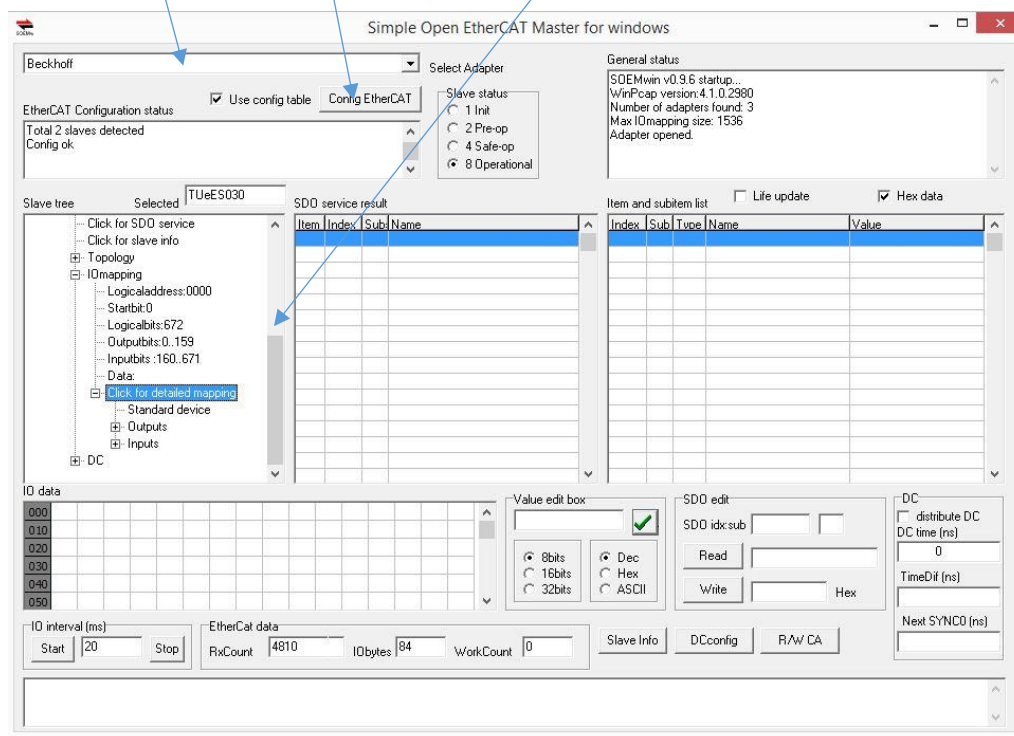 SOEMn
Simple Open EtherCAT Master for windows
Beckhoff
Select Adapter
Use config table
Config EtherCAT
EtherCAT Configuration status
Total 2 slaves detected
Config ok
Slave status
1 Init
2 Pre-op
4 Safe-op
8 Operational
General status
SOEMwin v0.9.6 startup...
WinPcap version:4.1.0.2980
Number of adapters found: 3
Max IOmapping size: 1536
Adapter opened.
Slave tree
Selected
TUeES030
Click for SDO service
Click for slave info
Topology
IOmapping
Logicaladdress:0000
Startbit:0
Logicalbits:672
Outputbits:0..159
Inputbits :160..671
Data:
Click for detailed mapping
Standard device
Outputs
Inputs
DC
SDO service result
Item Index Sub: Name
Item and subitem list
Life update
Hex data
Index Sub Type Name Value
IO data
000
010
020
030
040
050
Value edit box
8bits
16bits
32bits
Dec
Hex
ASCII
SDO edit
SDO idx:sub
Read
Write
Hex
DC
distribute DC
DC time (ns)
0
TimeDif (ns)
Next SYNC0 (ns)
IO interval (ms)
Start
20
Stop
EtherCat data
RxCount
4810
IObytes
84
WorkCount
0
Slave Info
DCconfig
R/W CA